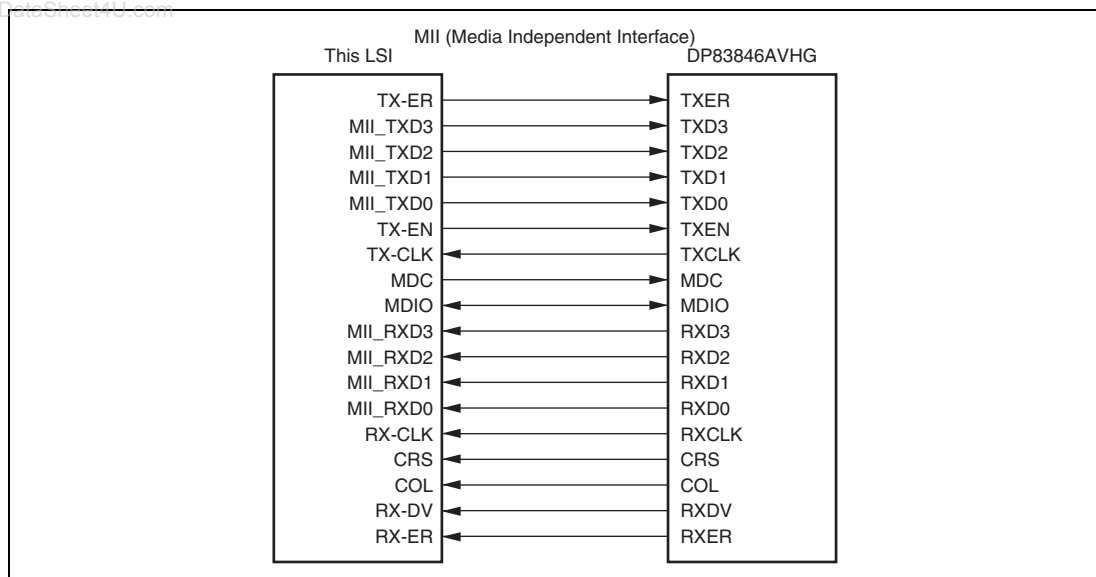 DataSheet4U.com
MII (Media Independent Interface)
This LSI DP83846AVHG
TX-ER TXER
MII_TXD3 TXD3
MII_TXD2 TXD2
MII_TXD1 TXD1
MII_TXD0 TXD0
TX-EN TXEN
TX-CLK TXCLK
MDC MDC
MDIO MDIO
MII_RXD3 RXD3
MII_RXD2 RXD2
MII_RXD1 RXD1
MII_RXD0 RXD0
RX-CLK RXCLK
CRS CRS
COL COL
RX-DV RXDV
RX-ER RXER